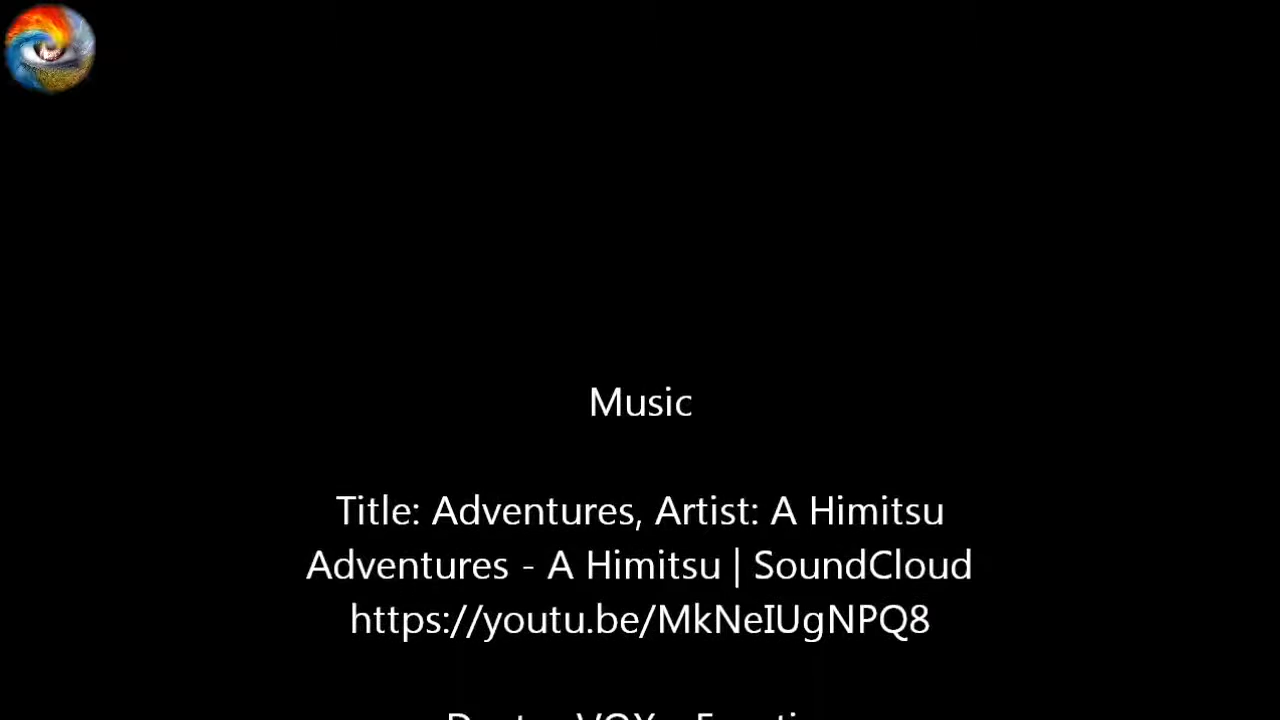 Music
Title: Adventures, Artist: A Himitsu
Adventures - A Himitsu | SoundCloud
https://youtu.be/MkNeIUgNPQ8